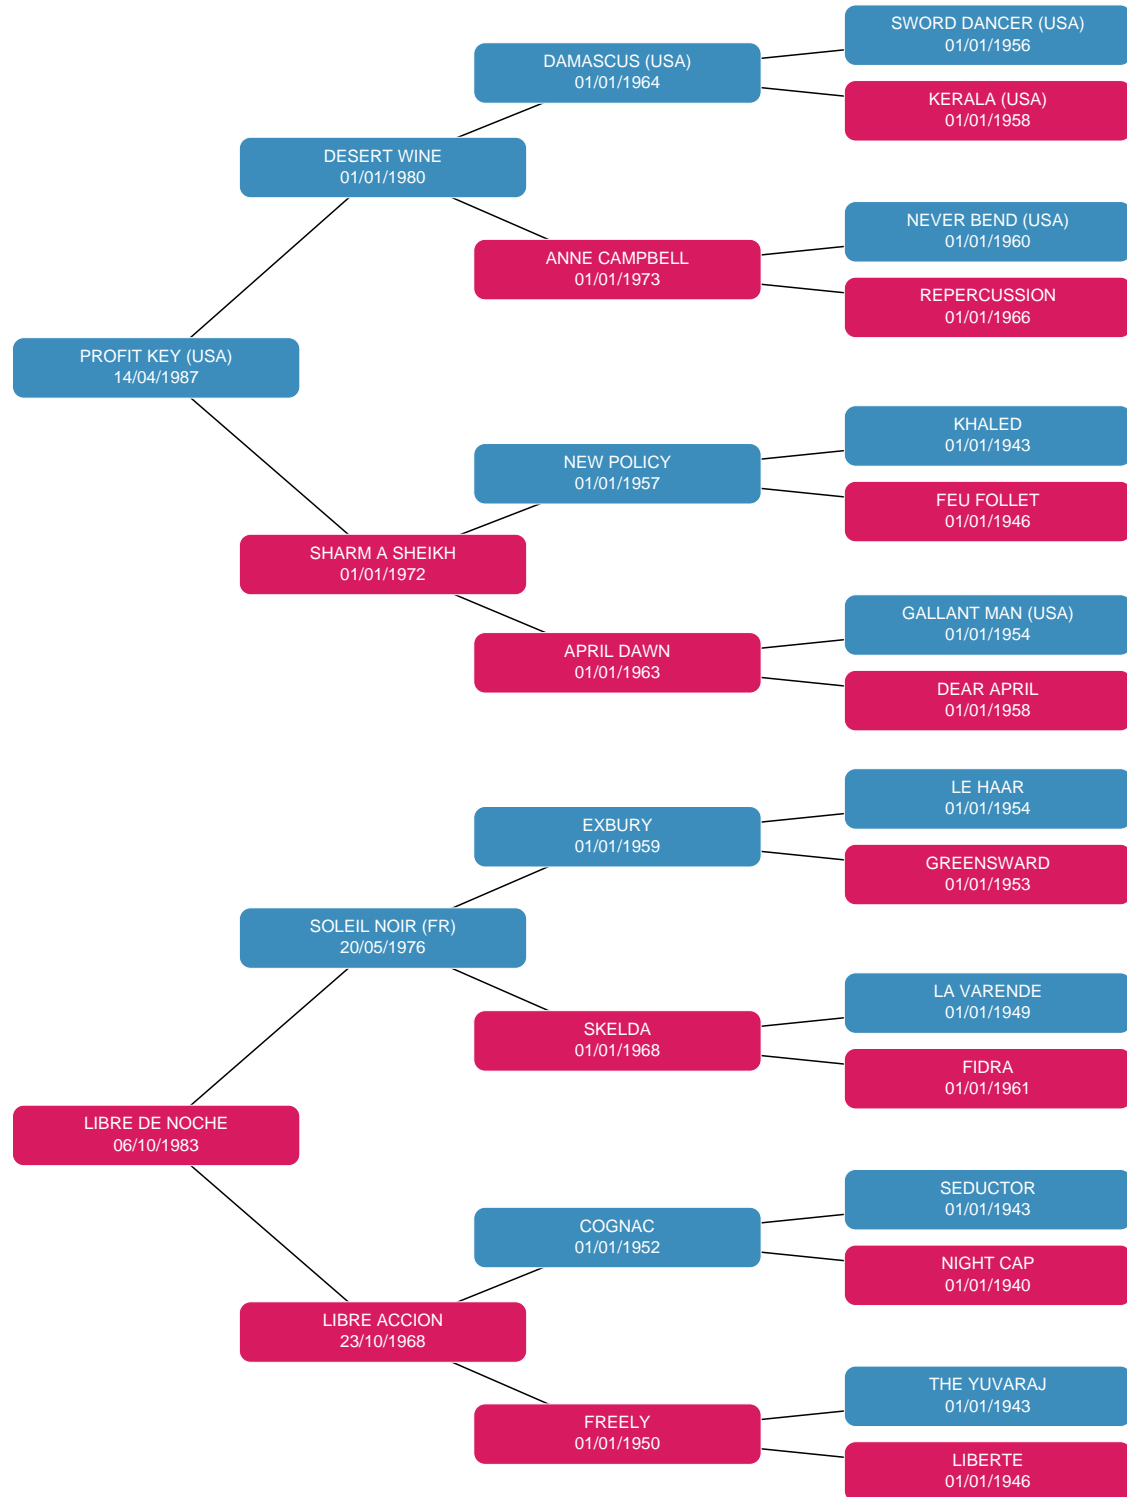 SWORD DANCER (USA)
01/01/1956
DAMASCUS (USA)
01/01/1964
KERALA (USA)
01/01/1958
DESERT WINE
01/01/1980
NEVER BEND (USA)
01/01/1960
ANNE CAMPBELL
01/01/1973
REPERCUSSION
01/01/1966
PROFIT KEY (USA)
14/04/1987
KHALED
01/01/1943
NEW POLICY
01/01/1957
FEU FOLLET
01/01/1946
SHARM A SHEIKH
01/01/1972
GALLANT MAN (USA)
01/01/1954
APRIL DAWN
01/01/1963
DEAR APRIL
01/01/1958
LE HAAR
01/01/1954
EXBURY
01/01/1959
GREENSWARD
01/01/1953
SOLEIL NOIR (FR)
20/05/1976
LA VARENDE
01/01/1949
SKELDA
01/01/1968
FIDRA
01/01/1961
LIBRE DE NOCHE
06/10/1983
SEDUCTOR
01/01/1943
COGNAC
01/01/1952
NIGHT CAP
01/01/1940
LIBRE ACCION
23/10/1968
THE YUVARAJ
01/01/1943
FREELY
01/01/1950
LIBERTE
01/01/1946